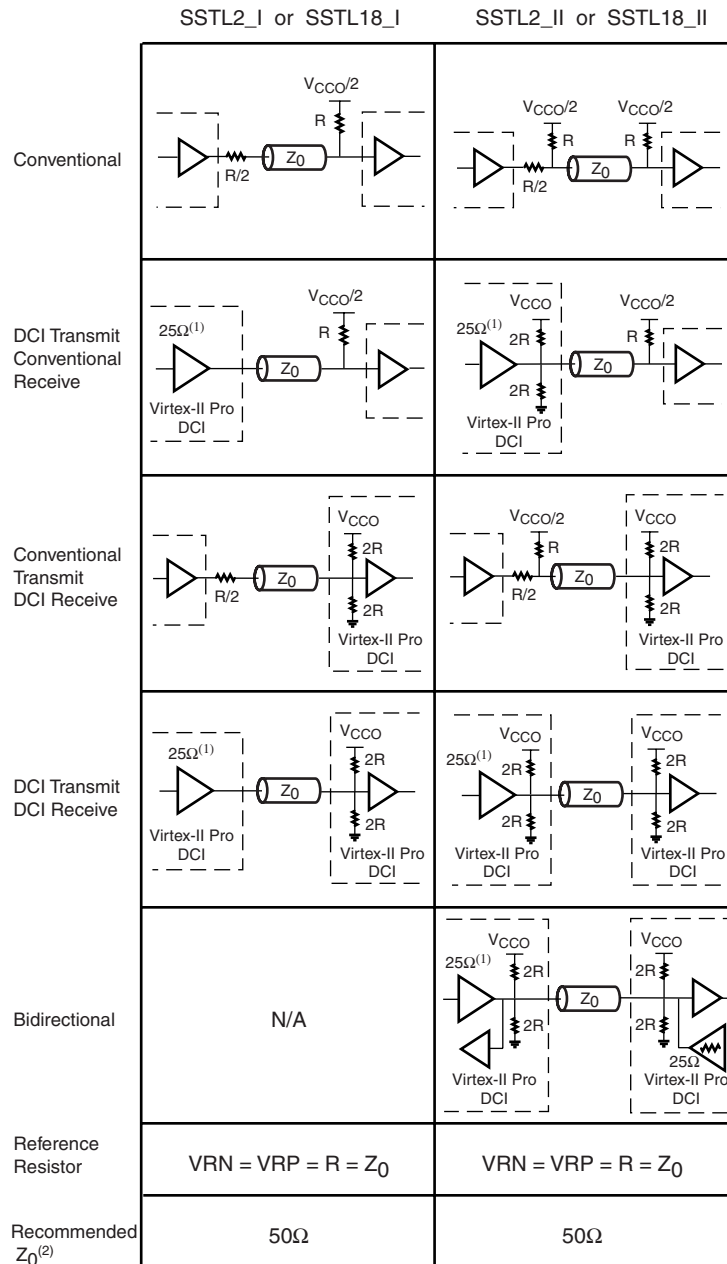 SSTL2_I or SSTL18_I
SSTL2_II or SSTL18_II
Conventional
VCCO/2
R
R/2
Z0
VCCO/2
VCCO/2
R
R
R/2
Z0
DCI Transmit
Conventional
Receive
25Ω(1)
VCCO/2
R
Z0
Virtex-II Pro
DCI
VCCO
25Ω(1)
2R
2R
VCCO/2
R
Z0
Virtex-II Pro
DCI
Conventional
Transmit
DCI Receive
R/2
Z0
VCCO
2R
2R
Virtex-II Pro
DCI
VCCO/2
R
R/2
Z0
VCCO
2R
2R
Virtex-II Pro
DCI
DCI Transmit
DCI Receive
25Ω(1)
Virtex-II Pro
DCI
Z0
VCCO
2R
2R
Virtex-II Pro
DCI
25Ω(1)
VCCO
2R
2R
Virtex-II Pro
DCI
Z0
VCCO
2R
2R
Virtex-II Pro
DCI
Bidirectional
N/A
25Ω(1)
VCCO
2R
2R
Virtex-II Pro
DCI
Z0
VCCO
2R
2R
25Ω
Virtex-II Pro
DCI
Reference
Resistor
VRN = VRP = R = Z0
VRN = VRP = R = Z0
Recommended
Z0(2)
50Ω
50Ω